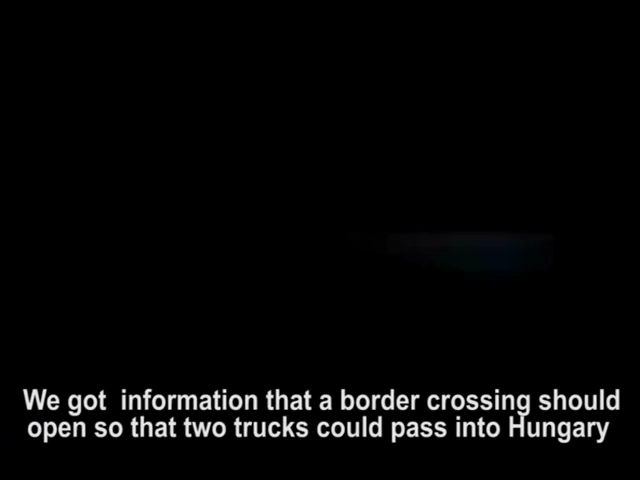 We got  information that a border crossing should
open so that two trucks could pass into Hungary